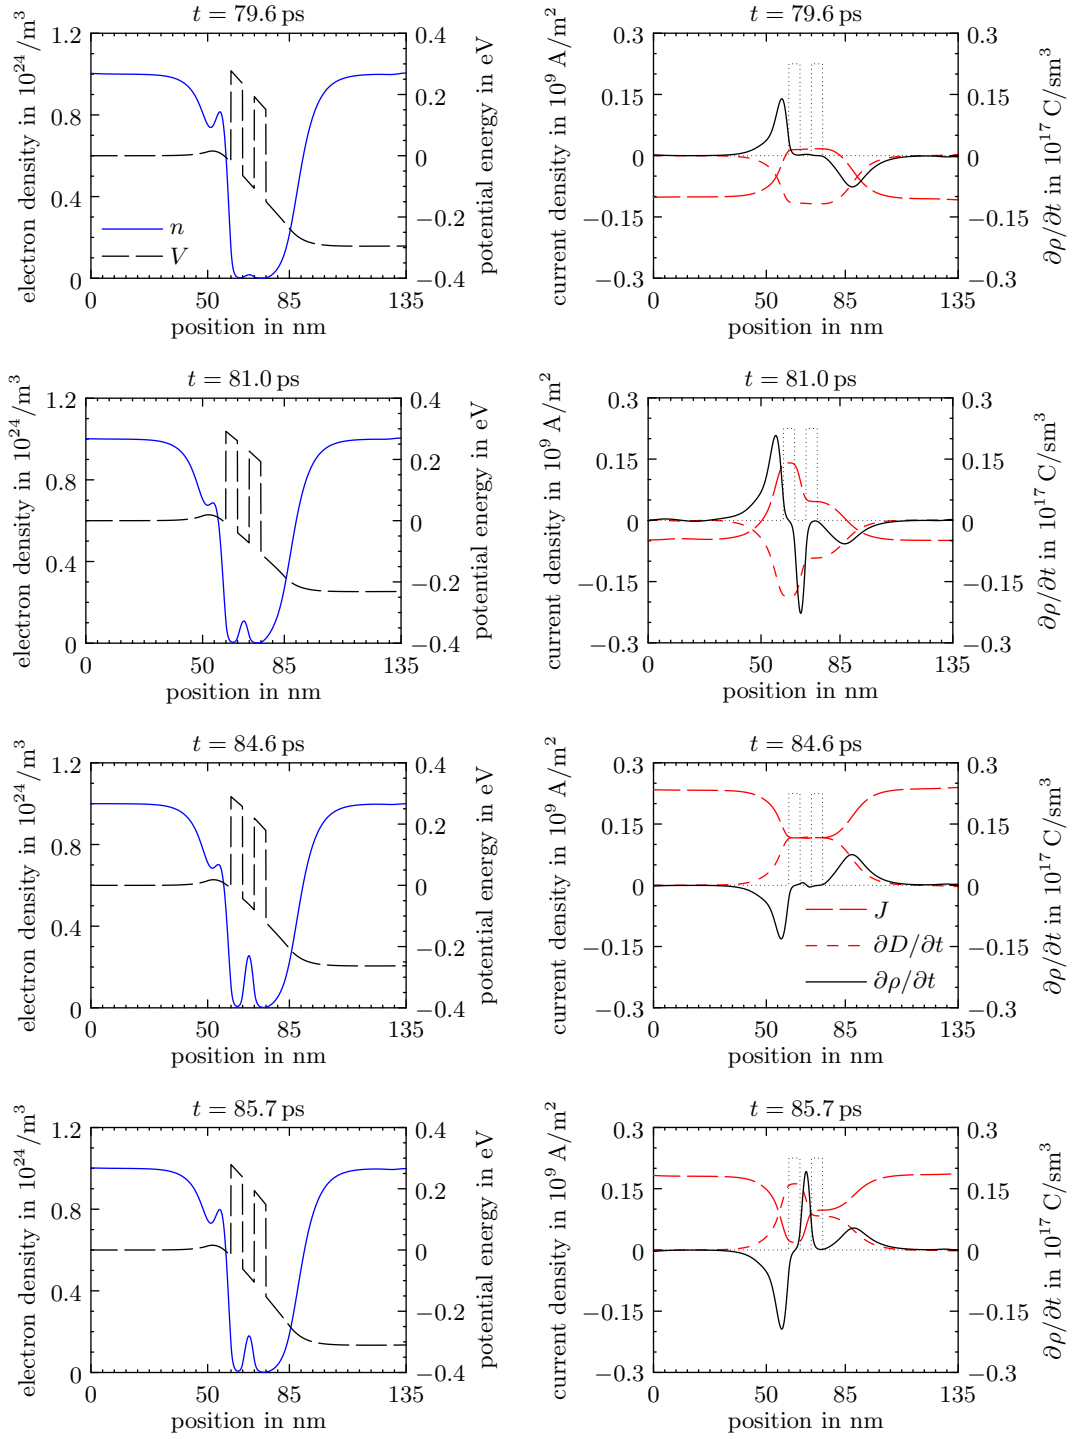 t = 79.6 ps
electron density in 10^24/m^3
1.2
0.8
0.4
0
n
V
0.4
0.2
0
−0.2
−0.4
potential energy in eV
0 50 85 135
position in nm
t = 79.6 ps
current density in 10^9 A/m^2
0.3
0.15
0
−0.15
−0.3
0.3
0.15
0
−0.15
−0.3
∂ρ/∂t in 10^17 C/sm^3
0 50 85 135
position in nm
t = 81.0 ps
electron density in 10^24/m^3
1.2
0.8
0.4
0
0.4
0.2
0
−0.2
−0.4
potential energy in eV
0 50 85 135
position in nm
t = 81.0 ps
current density in 10^9 A/m^2
0.3
0.15
0
−0.15
−0.3
0.3
0.15
0
−0.15
−0.3
∂ρ/∂t in 10^17 C/sm^3
0 50 85 135
position in nm
t = 84.6 ps
electron density in 10^24/m^3
1.2
0.8
0.4
0
0.4
0.2
0
−0.2
−0.4
potential energy in eV
0 50 85 135
position in nm
t = 84.6 ps
current density in 10^9 A/m^2
0.3
0.15
0
−0.15
−0.3
J
∂D/∂t
∂ρ/∂t
0.3
0.15
0
−0.15
−0.3
∂ρ/∂t in 10^17 C/sm^3
0 50 85 135
position in nm
t = 85.7 ps
electron density in 10^24/m^3
1.2
0.8
0.4
0
0.4
0.2
0
−0.2
−0.4
potential energy in eV
0 50 85 135
position in nm
t = 85.7 ps
current density in 10^9 A/m^2
0.3
0.15
0
−0.15
−0.3
0.3
0.15
0
−0.15
−0.3
∂ρ/∂t in 10^17 C/sm^3
0 50 85 135
position in nm